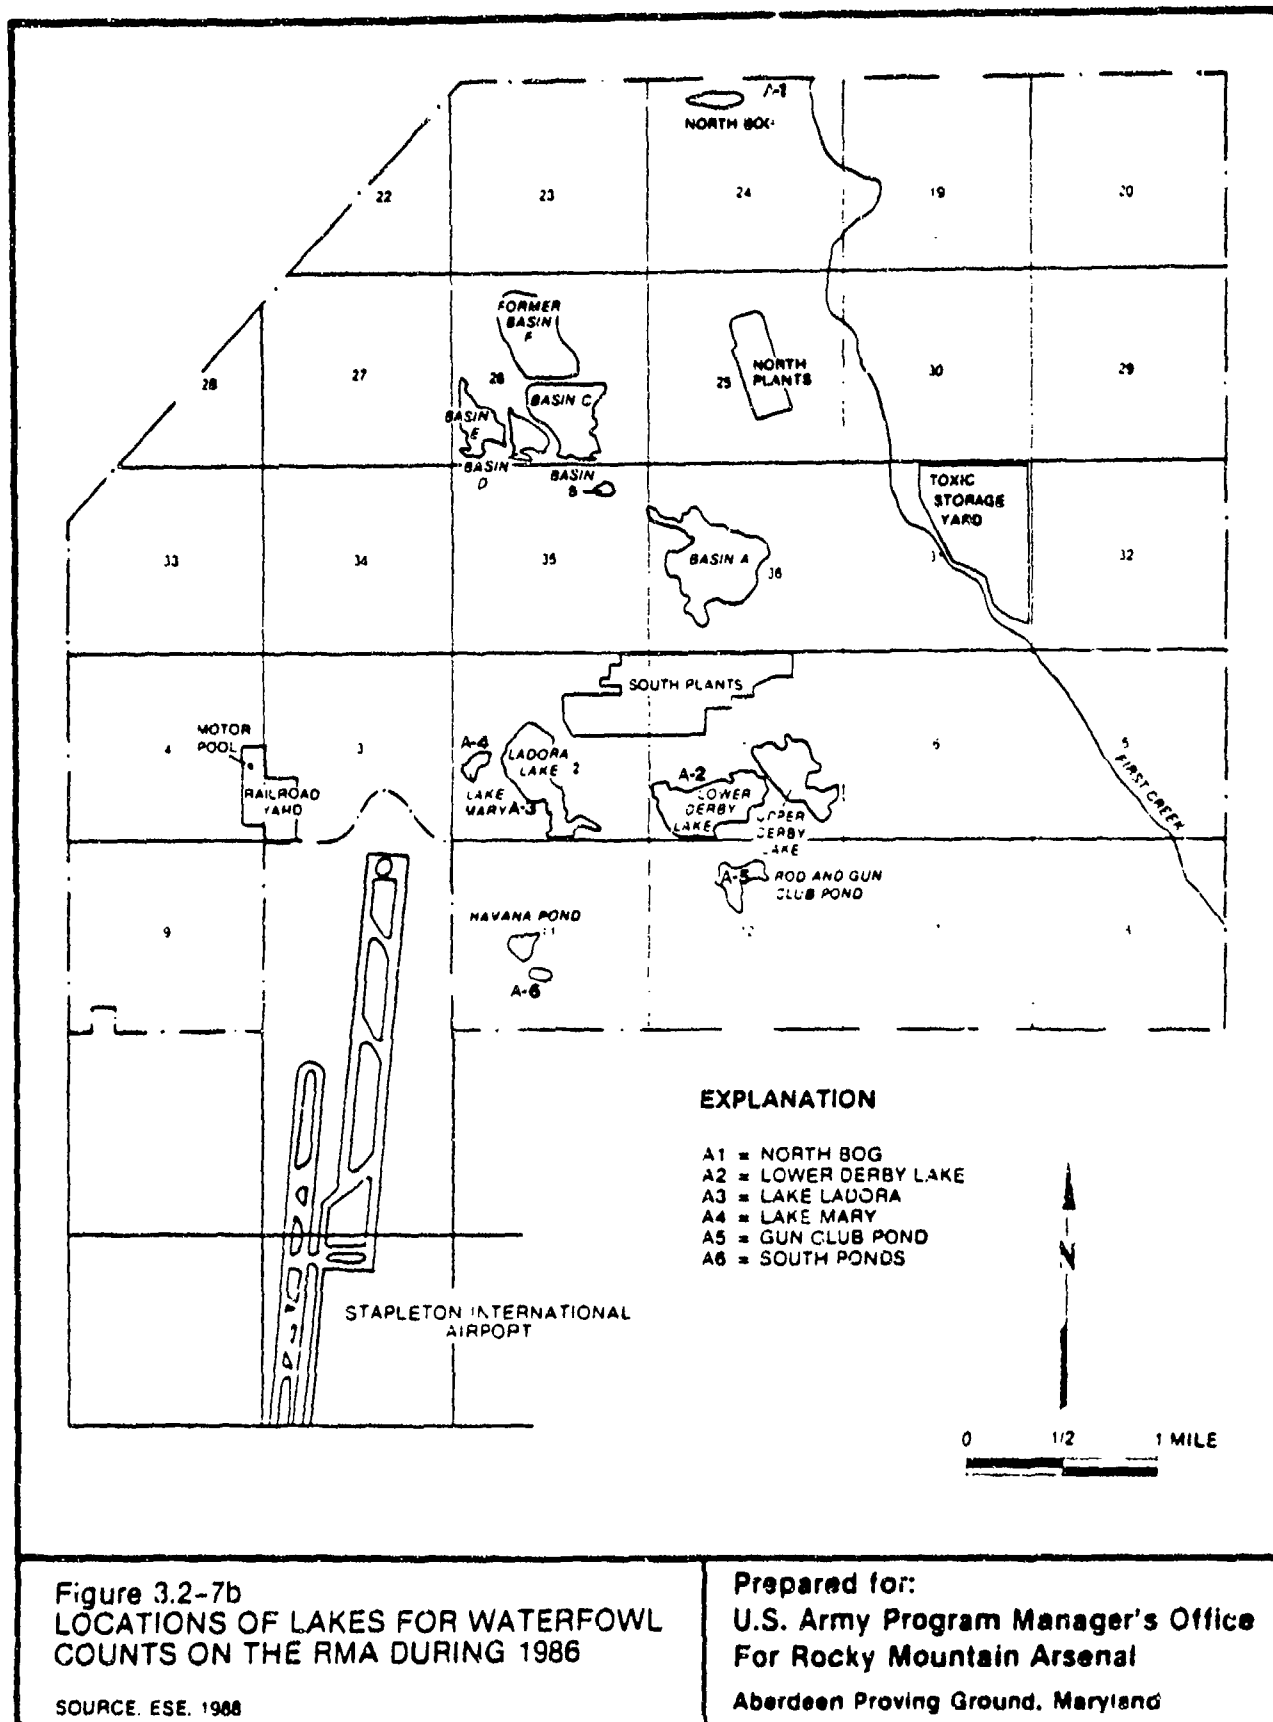 A-1
NORTH BOG
22
23
24
19
20
FORMER
BASIN
F
28
27
26
BASIN C
25
NORTH
PLANTS
30
29
BASIN
E
BASIN
D
BASIN
B
TOXIC
STORAGE
YARD
33
34
35
BASIN A
36
32
SOUTH PLANTS
MOTOR
POOL
4
3
A-4
LADORA
LAKE
2
A-2
6
5
FIRST CREEK
RAILROAD
YARD
LAKE
MARY
A-3
LOWER
DERBY
LAKE
UPPER
DERBY
LAKE
A-5
ROD AND GUN
CLUB POND
HAVANA POND
9
11
12
A-6
EXPLANATION
A1 = NORTH BOG
A2 = LOWER DERBY LAKE
A3 = LAKE LADORA
A4 = LAKE MARY
A5 = GUN CLUB POND
A6 = SOUTH PONDS
N
STAPLETON INTERNATIONAL
AIRPORT
0 1/2 1 MILE
Figure 3.2-7b
LOCATIONS OF LAKES FOR WATERFOWL
COUNTS ON THE RMA DURING 1986
SOURCE. ESE. 1988
Prepared for:
U.S. Army Program Manager's Office
For Rocky Mountain Arsenal
Aberdeen Proving Ground, Maryland